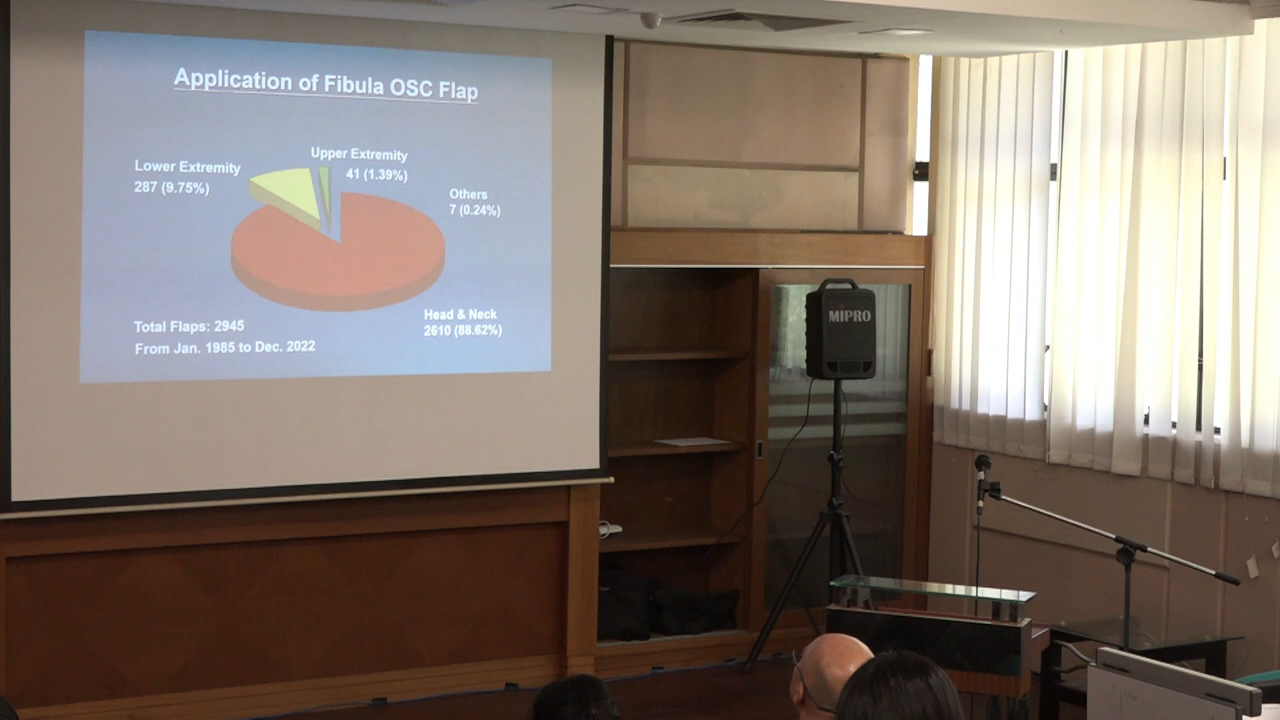 Application of Fibula OSC Flap
Upper Extremity
41 (1.39%)
Lower Extremity
287 (9.75%)
Others
7 (0.24%)
Head & Neck
2610 (88.62%)
Total Flaps: 2945
From Jan. 1985 to Dec. 2022
MIPRO